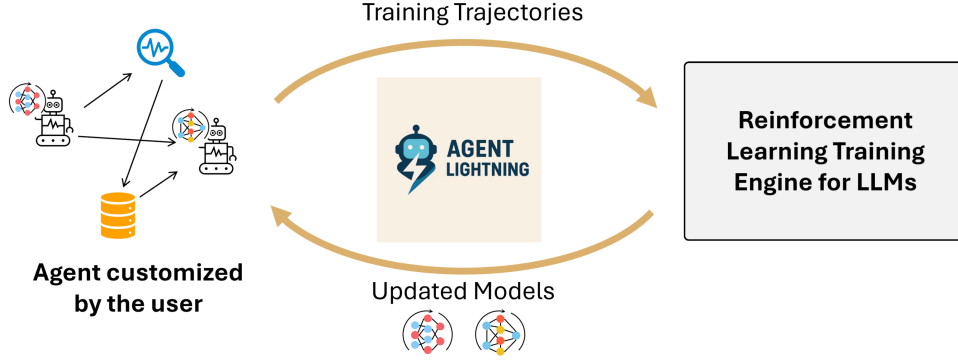 Training Trajectories
AGENT
LIGHTNING
Reinforcement
Learning Training
Engine for LLMs
Agent customized
by the user
Updated Models